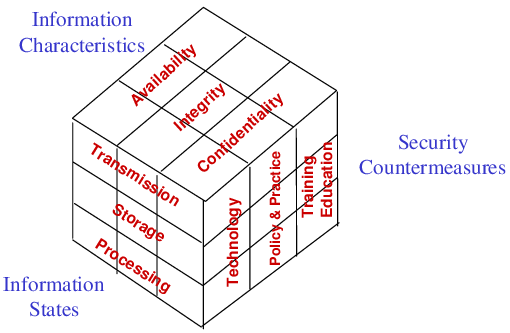 Information
Characteristics
Availability
Integrity
Confidentiality
Transmission
Storage
Processing
Technology
Policy & Practice
Training
Education
Security
Countermeasures
Information
States